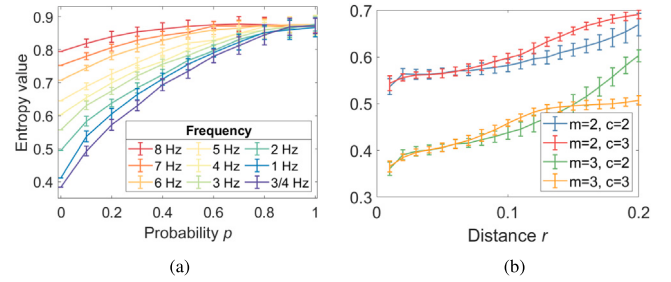 (a)
Entropy value
0.9
0.8
0.7
0.6
0.5
0.4
Frequency
8 Hz 5 Hz 2 Hz
7 Hz 4 Hz 1 Hz
6 Hz 3 Hz 3/4 Hz
0 0.2 0.4 0.6 0.8 1
Probability p
(a)
(b)
0.7
0.6
0.5
0.4
0.3
m=2, c=2
m=2, c=3
m=3, c=2
m=3, c=3
0 0.1 0.2
Distance r
(b)